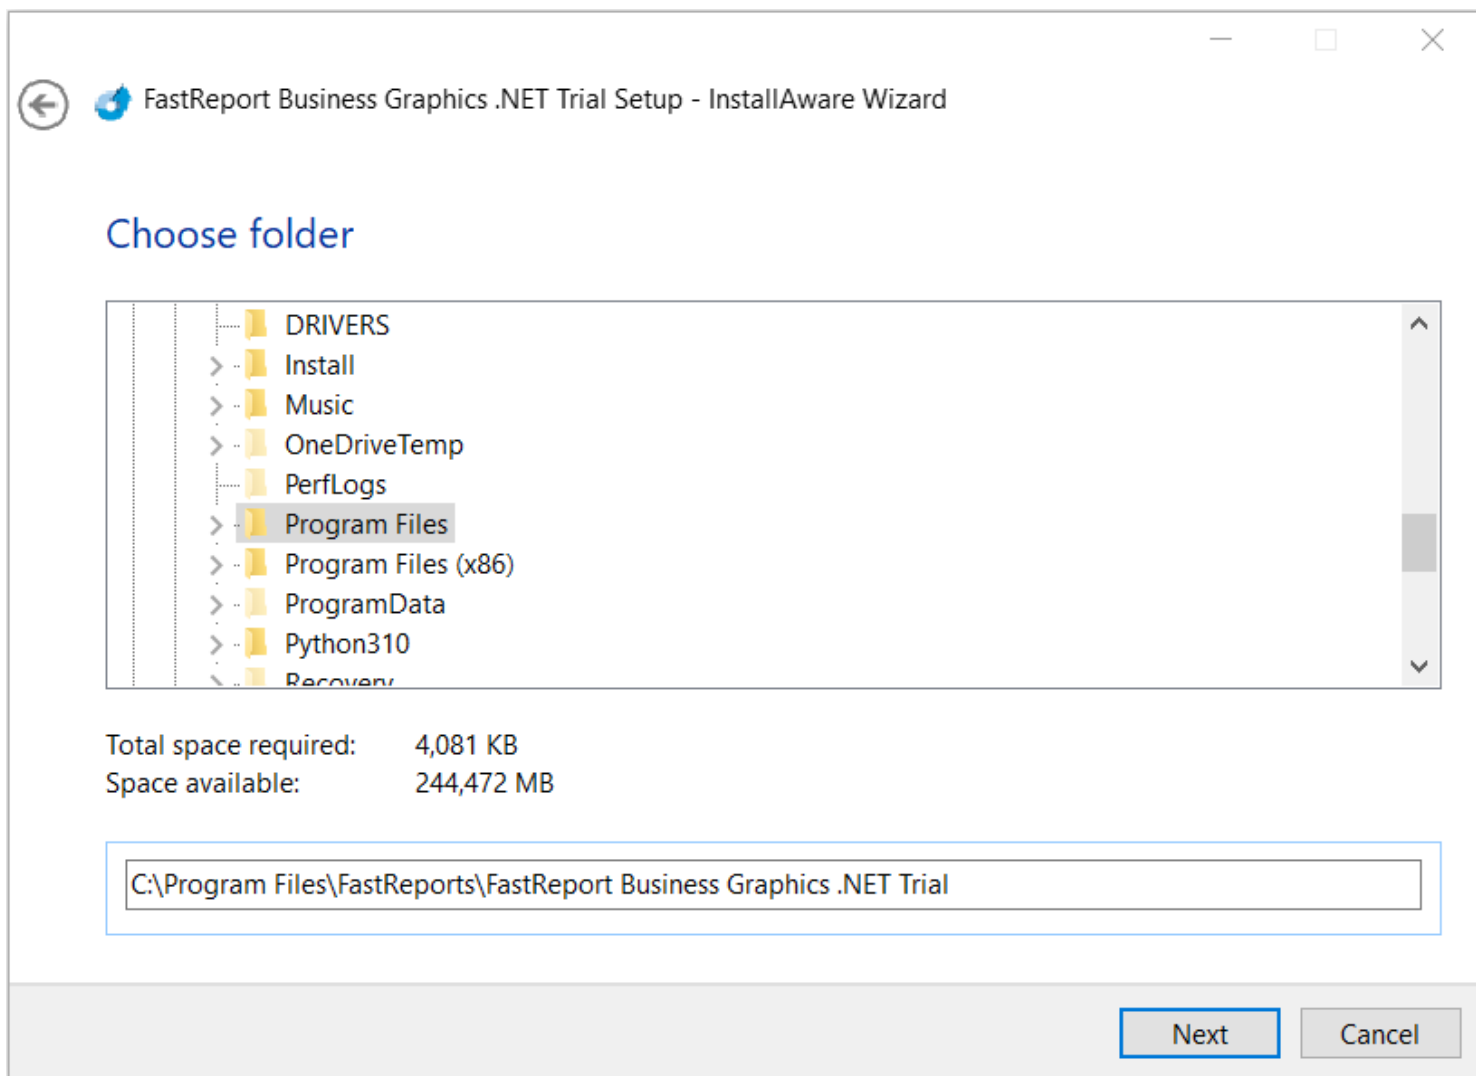 FastReport Business Graphics .NET Trial Setup - InstallAware Wizard
Choose folder
DRIVERS
Install
Music
OneDriveTemp
PerfLogs
Program Files
Program Files (x86)
ProgramData
Python310
Recovery
Total space required: 4,081 KB
Space available: 244,472 MB
C:\Program Files\FastReports\FastReport Business Graphics .NET Trial
Next Cancel